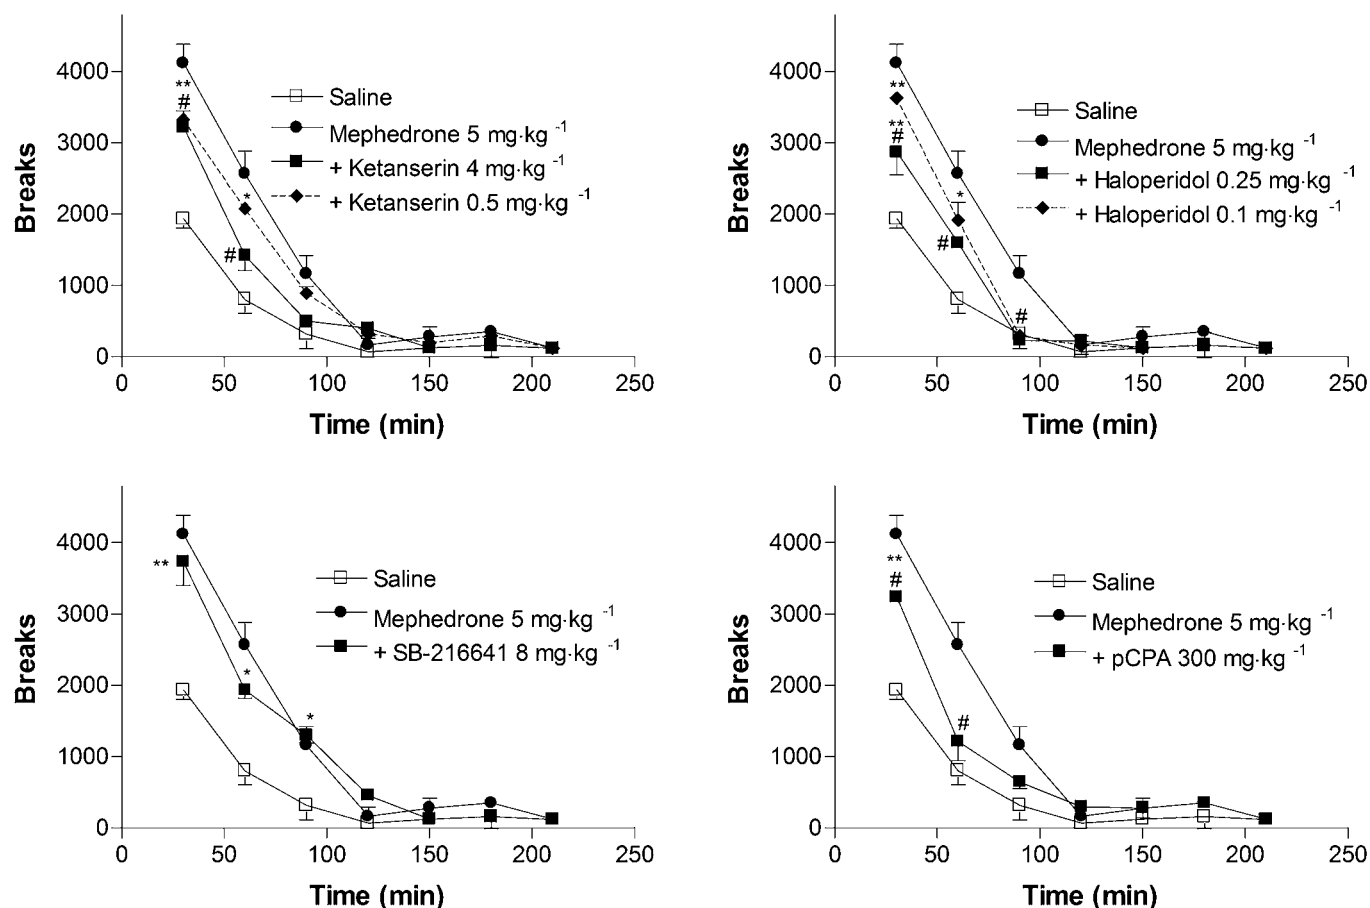 4000
3000
2000
1000
0
Breaks
**
#
#
*
Saline
Mephedrone 5 mg·kg -1
+ Ketanserin 4 mg·kg -1
+ Ketanserin 0.5 mg·kg -1
0 50 100 150 200 250
Time (min)
4000
3000
2000
1000
0
Breaks
**
**
#
#
*
#
Saline
Mephedrone 5 mg·kg -1
+ Haloperidol 0.25 mg·kg -1
+ Haloperidol 0.1 mg·kg -1
0 50 100 150 200 250
Time (min)
4000
3000
2000
1000
0
Breaks
**
*
*
Saline
Mephedrone 5 mg·kg -1
+ SB-216641 8 mg·kg -1
0 50 100 150 200 250
Time (min)
4000
3000
2000
1000
0
Breaks
**
#
#
Saline
Mephedrone 5 mg·kg -1
+ pCPA 300 mg·kg -1
0 50 100 150 200 250
Time (min)